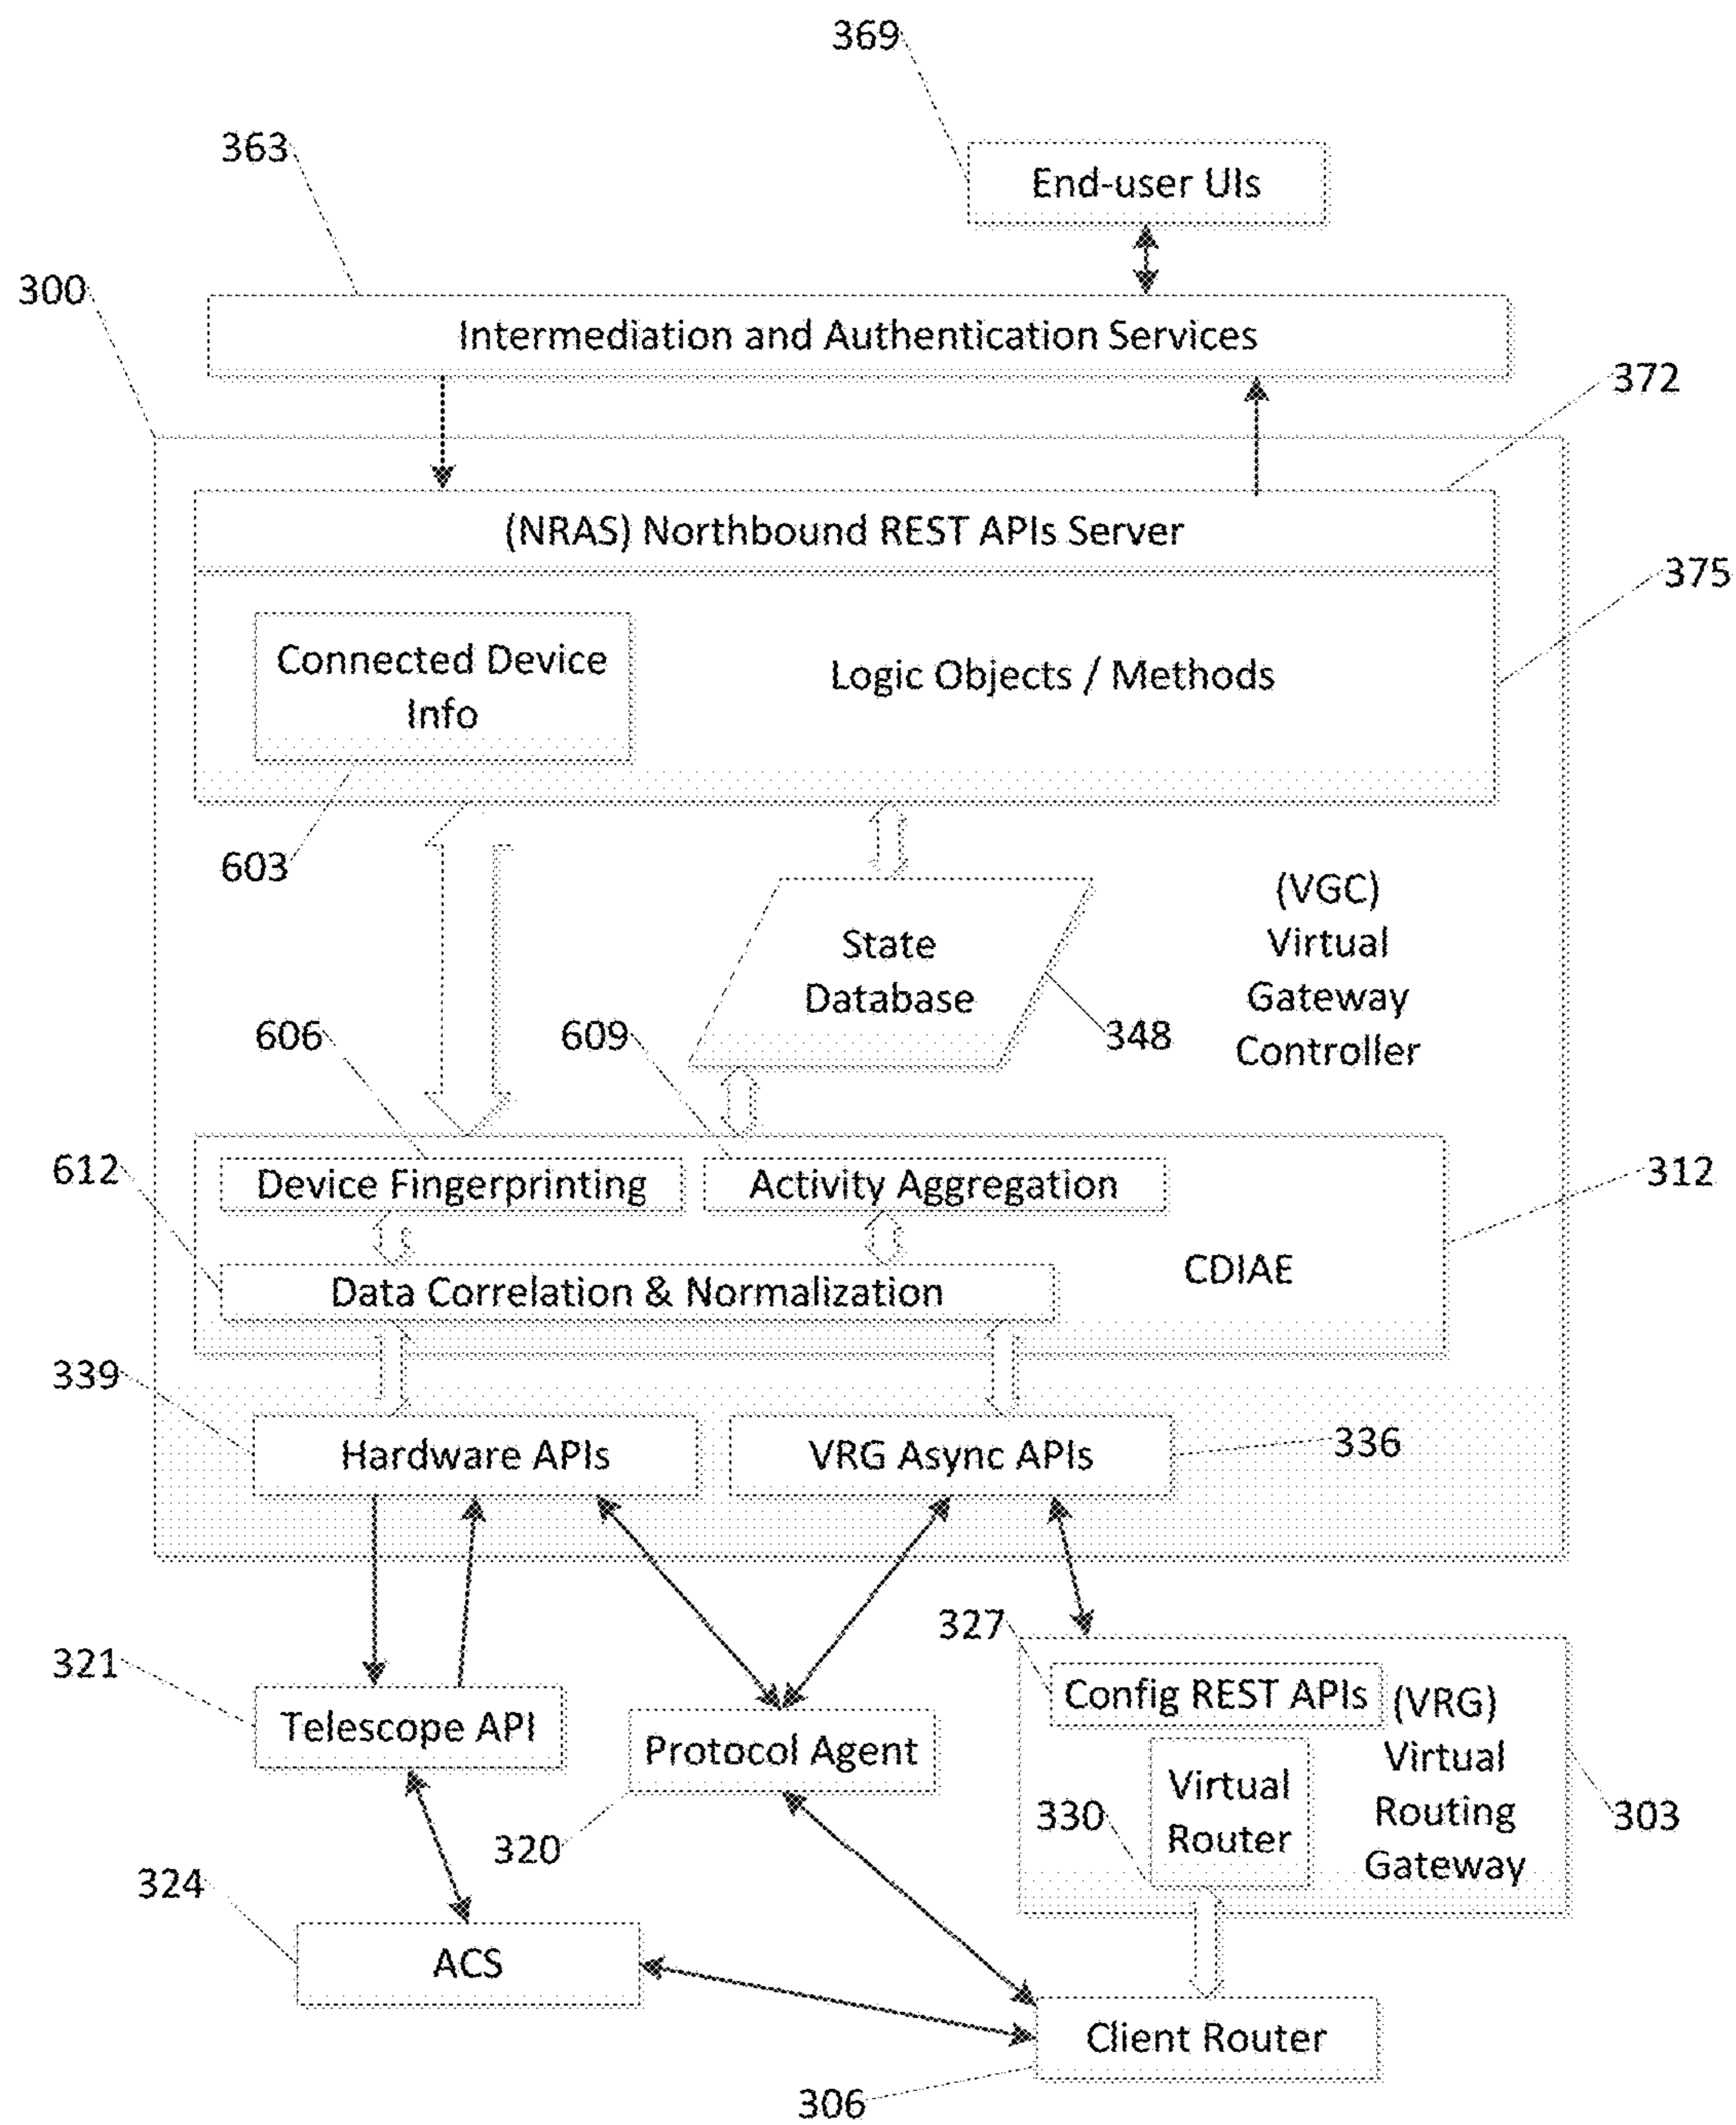 369
363
End-user UIs
300
Intermediation and Authentication Services
372
(NRAS) Northbound REST APIs Server
375
Connected Device
Info
Logic Objects / Methods
603
(VGC)
Virtual
Gateway
Controller
State
Database
606
609
348
612
Device Fingerprinting
Activity Aggregation
312
CDIAE
Data Correlation & Normalization
339
Hardware APIs
VRG Async APIs
336
327
321
Config REST APIs
(VRG)
Virtual
Routing
Gateway
Telescope API
Protocol Agent
Virtual
Router
330
303
320
324
ACS
Client Router
306